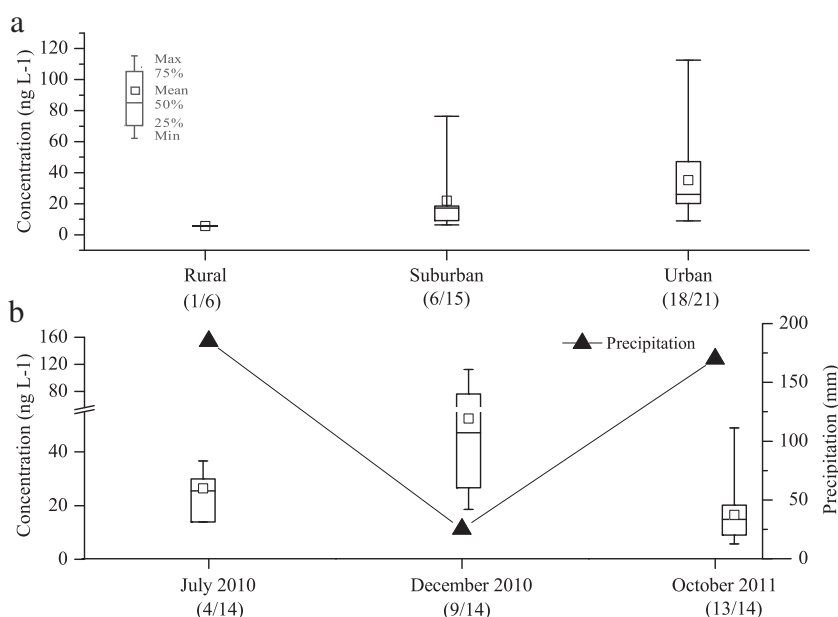 a
Concentration (ng L-1)
120
100
80
60
40
20
0
Max
75%
Mean
50%
25%
Min
Rural
(1/6)
Suburban
(6/15)
Urban
(18/21)
b
Concentration (ng L-1)
160
120
80
40
20
0
Precipitation
200
150
100
50
0
Precipitation (mm)
July 2010
(4/14)
December 2010
(9/14)
October 2011
(13/14)